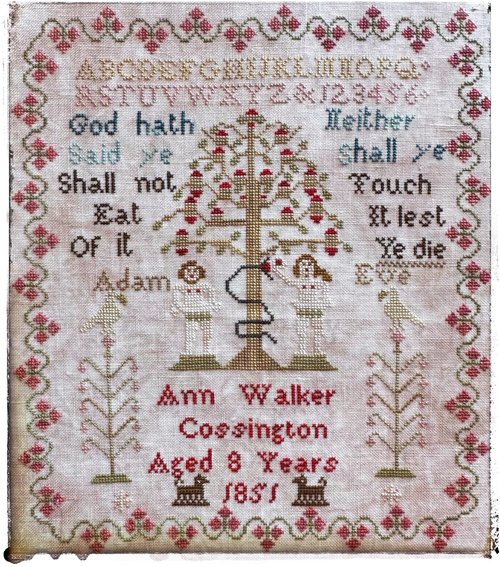 ABCDEFGHIJKLMNOPQ
RSTUVWXYZ&123456
God hath Neither
Said ye shall ye
Shall not Touch
Eat It lest
Of it Ye die
Adam Eve
Ann Walker
Cossington
Aged 8 Years
1851